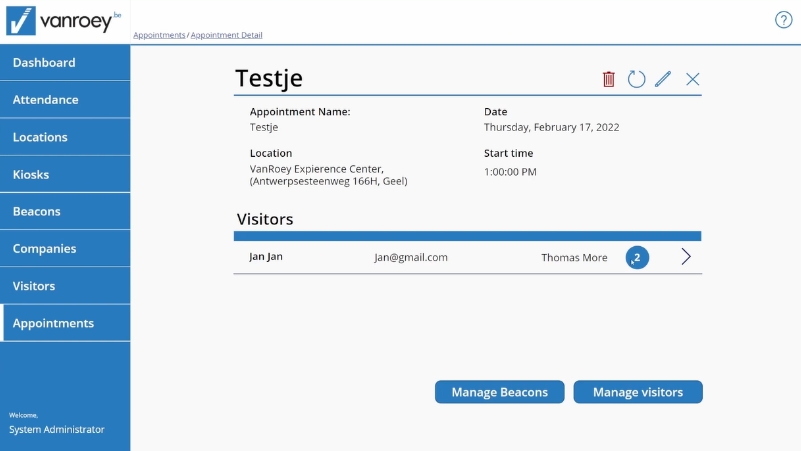 vanroey.be
?
Appointments / Appointment Detail
Dashboard
Attendance
Locations
Kiosks
Beacons
Companies
Visitors
Appointments
Welcome,
System Administrator
Testje
Appointment Name:
Testje
Date
Thursday, February 17, 2022
Location
VanRoey Expierence Center,
(Antwerpsesteenweg 166H, Geel)
Start time
1:00:00 PM
Visitors
Jan Jan Jan@gmail.com Thomas More 2
Manage Beacons Manage visitors